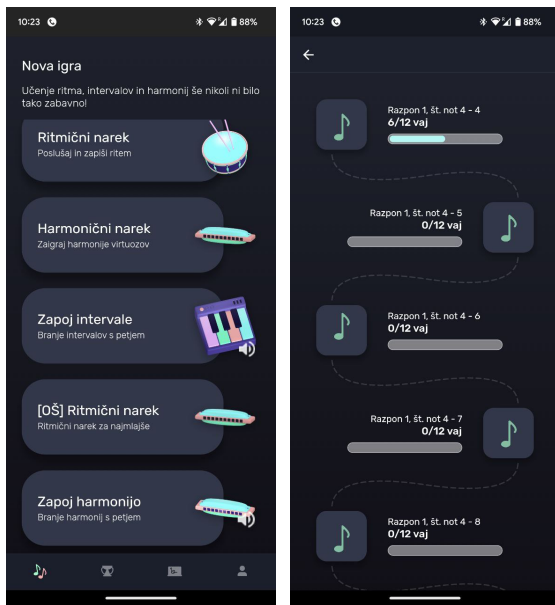 10:23
88%
Nova igra
Učenje ritma, intervalov in harmonij še nikoli ni bilo
tako zabavno!
Ritmični narek
Poslušaj in zapiši ritem
Harmonični narek
Zaigraj harmonije virtuozov
Zapoj intervale
Branje intervalov s petjem
[OŠ] Ritmični narek
Ritmični narek za najmlajše
Zapoj harmonijo
Branje harmonij s petjem
10:23
88%
Razpon 1, št. not 4 - 4
6/12 vaj
Razpon 1, št. not 4 - 5
0/12 vaj
Razpon 1, št. not 4 - 6
0/12 vaj
Razpon 1, št. not 4 - 7
0/12 vaj
Razpon 1, št. not 4 - 8
0/12 vaj